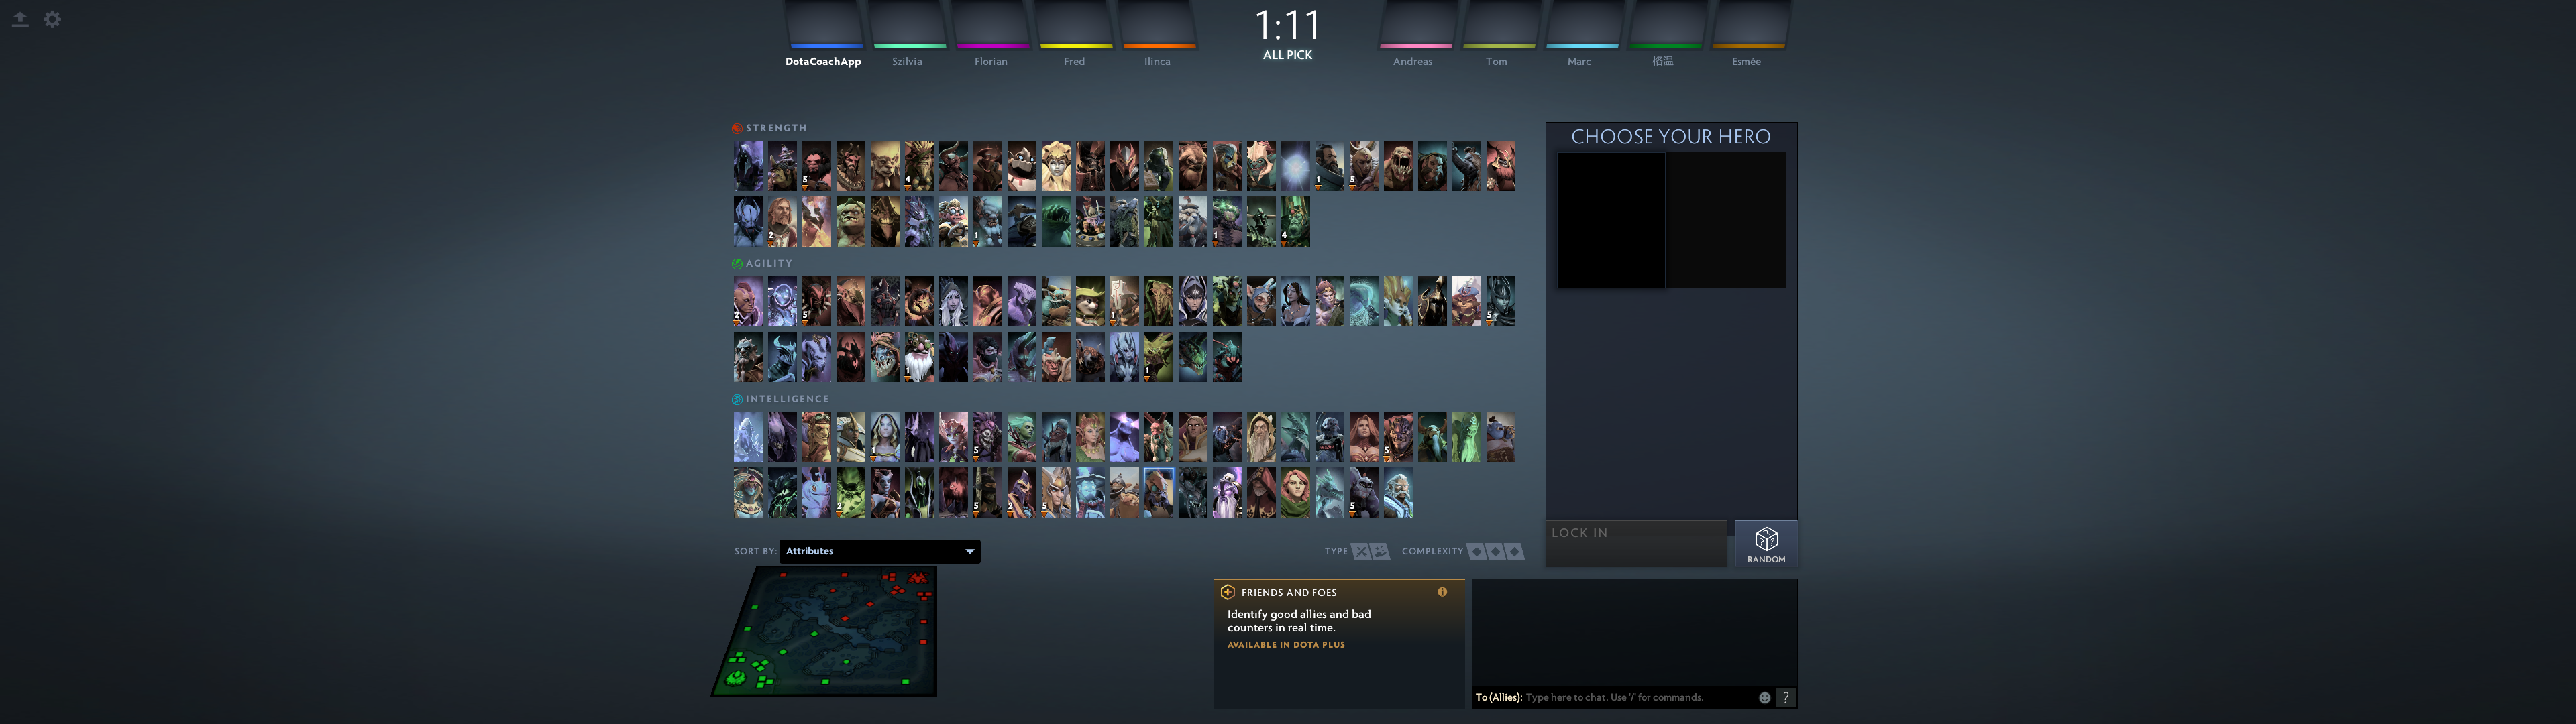 1:11
ALL PICK
DotaCoachApp Szilvia Florian Fred Ilinca Andreas Tom Marc 格温 Esmée
STRENGTH
CHOOSE YOUR HERO
5 4 1 5
2 1 1 4
AGILITY
2 5 1 5
1 1
INTELLIGENCE
5 5
2 5 2 5 5
LOCK IN
RANDOM
SORT BY: Attributes TYPE COMPLEXITY
FRIENDS AND FOES
Identify good allies and bad
counters in real time.
AVAILABLE IN DOTA PLUS
To (Allies): Type here to chat. Use '/' for commands. ?